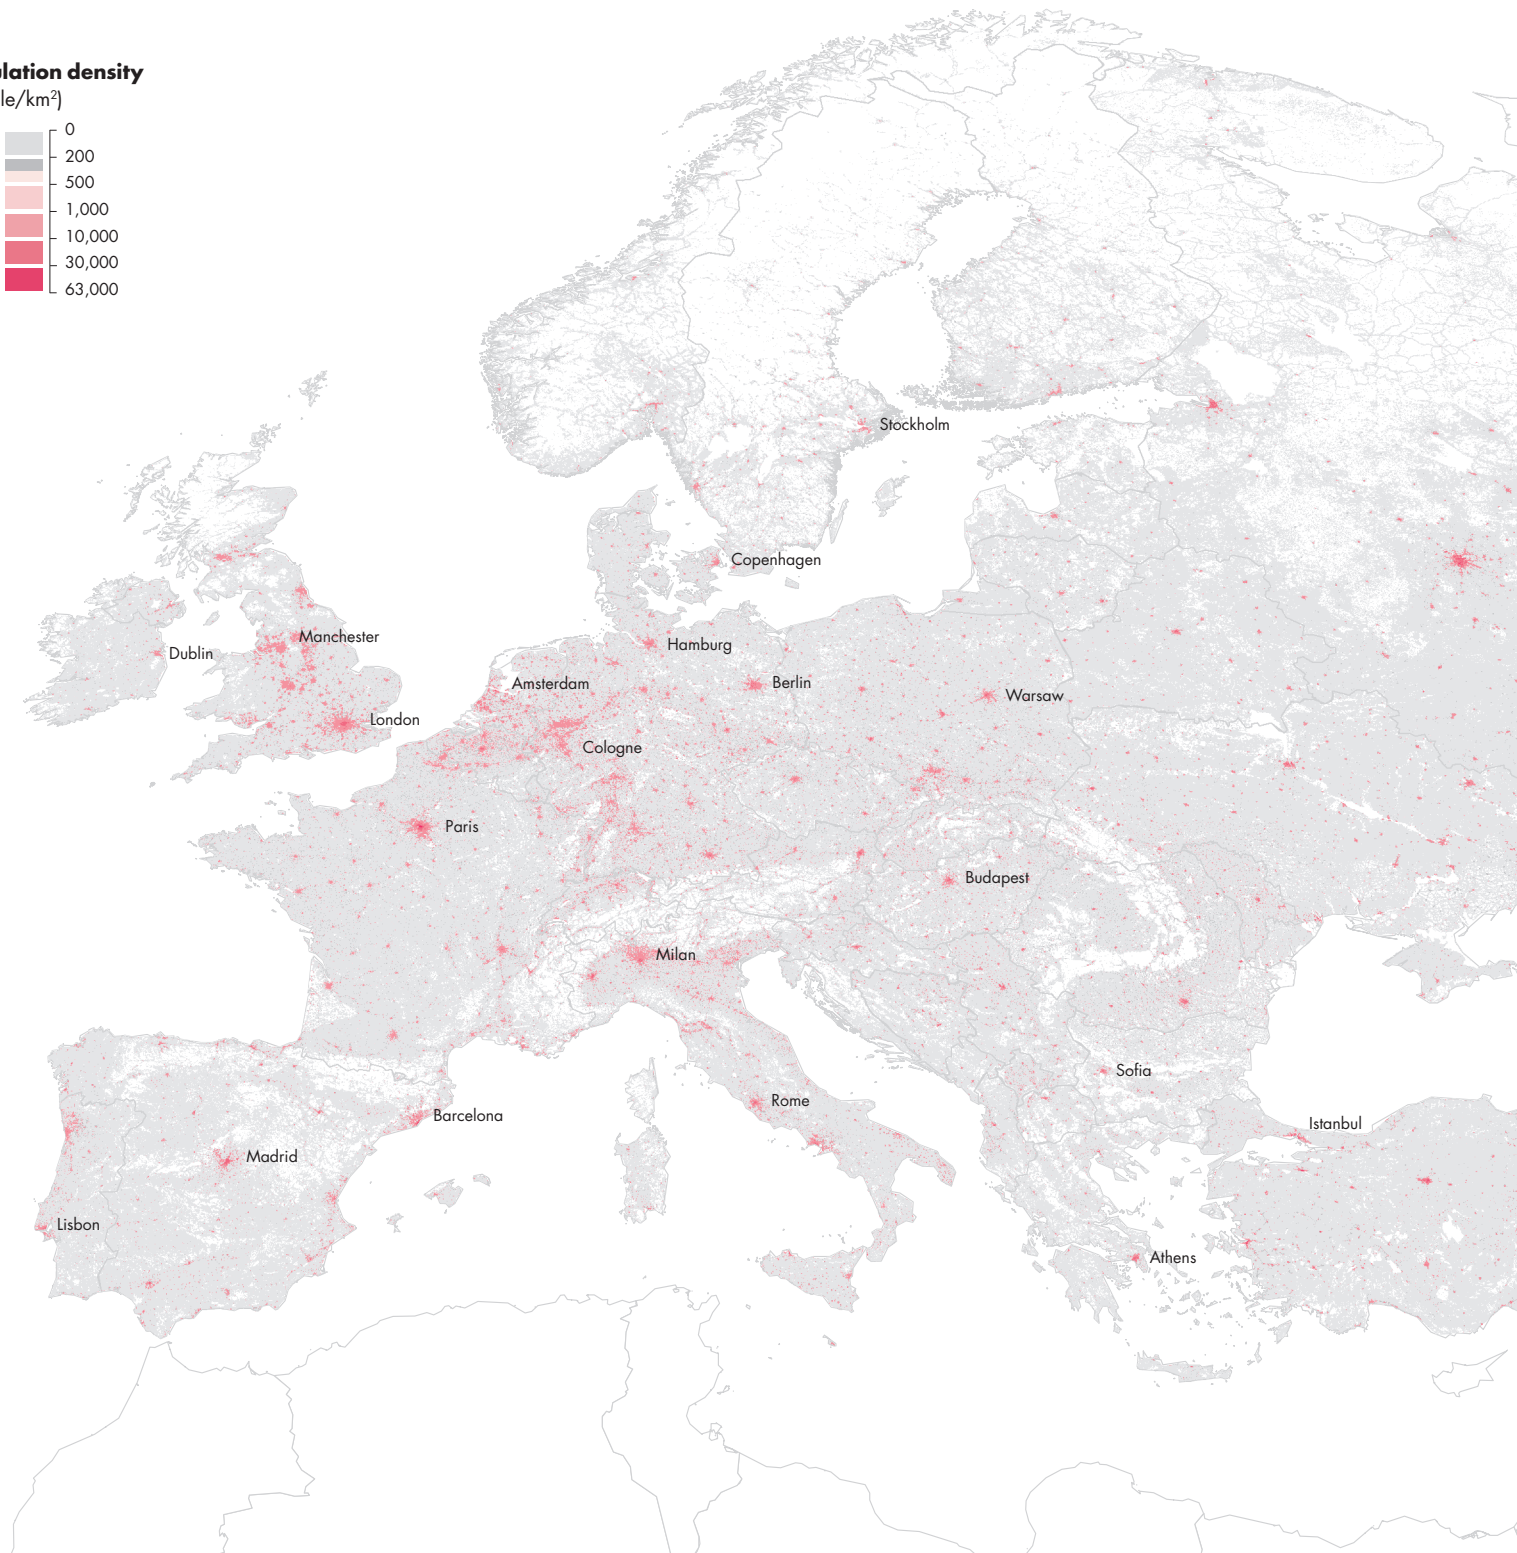 ulation density
le/km²)
0
200
500
1,000
10,000
30,000
63,000
Stockholm
Copenhagen
Manchester
Dublin
Hamburg
Amsterdam
Berlin
Warsaw
London
Cologne
Paris
Budapest
Milan
Sofia
Rome
Barcelona
Istanbul
Madrid
Lisbon
Athens